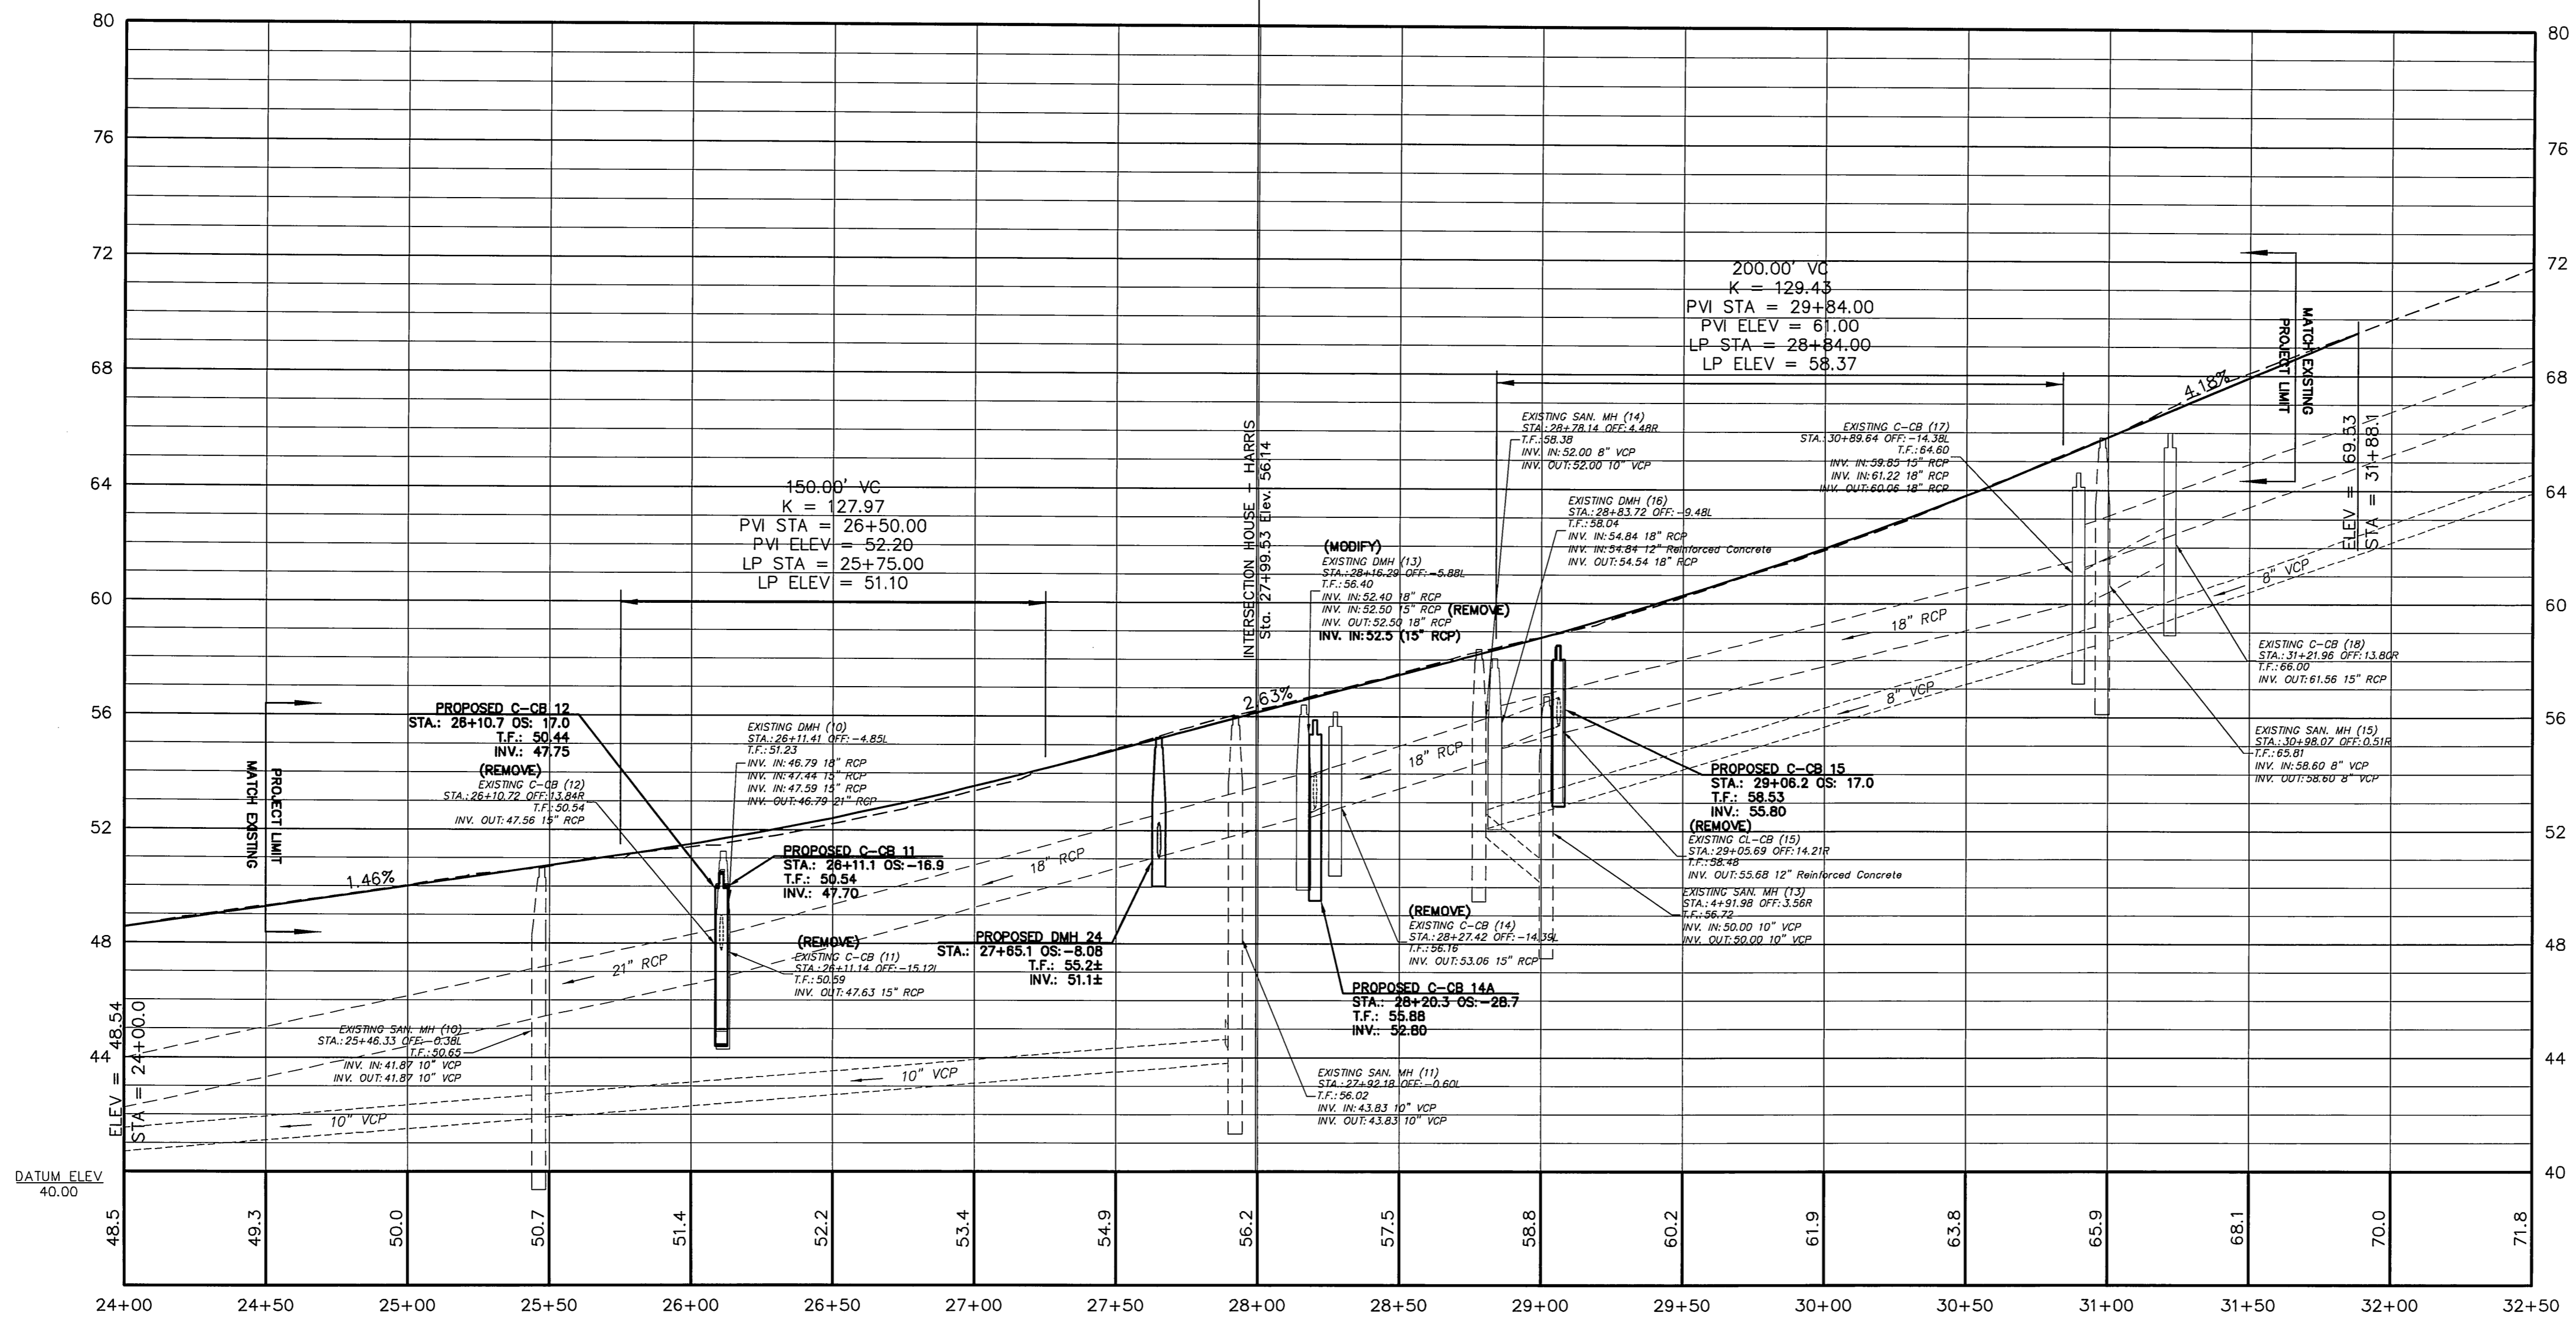 80
80
76
76
72
72
68
68
64
64
60
60
56
56
52
52
48
48
44
44
40
DATUM ELEV
40.00
ELEV = 48.54
STA = 24+00.0
MATCH EXISTING
PROJECT LIMIT
1.46%
PROPOSED C-CB 12
STA.: 26+10.7 OS: 17.0
T.F.: 50.44
INV.: 47.75
(REMOVE)
EXISTING C-CB (12)
STA.: 26+10.72 OFF: 13.84R
T.F.: 50.54
INV. OUT: 47.56 15" RCP
EXISTING SAN. MH (10)
STA.: 25+46.33 OFF: -0.38L
T.F.: 50.65
INV. IN: 41.87 10" VCP
INV. OUT: 41.87 10" VCP
10" VCP
21" RCP
150.00' VC
K = 127.97
PVI STA = 26+50.00
PVI ELEV = 52.20
LP STA = 25+75.00
LP ELEV = 51.10
EXISTING DMH (10)
STA.: 26+11.41 OFF: -4.85L
T.F.: 51.23
INV. IN: 46.79 18" RCP
INV. IN: 47.44 15" RCP
INV. IN: 47.59 15" RCP
INV. OUT: 46.79 21" RCP
PROPOSED C-CB 11
STA.: 26+11.1 OS: -16.9
T.F.: 50.54
INV.: 47.70
(REMOVE)
EXISTING C-CB (11)
STA.: 26+11.14 OFF: -15.12L
T.F.: 50.59
INV. OUT: 47.63 15" RCP
18" RCP
PROPOSED DMH 24
STA.: 27+65.1 OS: -8.08
T.F.: 55.2±
INV.: 51.1±
10" VCP
INTERSECTION HOUSE - HARRIS
Sta. 27+99.53 Elev. 56.14
2.63%
(MODIFY)
EXISTING DMH (13)
STA.: 28+16.29 OFF: -5.88L
T.F.: 56.40
INV. IN: 52.40 18" RCP
INV. IN: 52.50 15" RCP (REMOVE)
INV. OUT: 52.50 18" RCP
INV. IN: 52.5 (15" RCP)
EXISTING SAN. MH (11)
STA.: 27+92.18 OFF: -0.60L
T.F.: 56.02
INV. IN: 43.83 10" VCP
INV. OUT: 43.83 10" VCP
PROPOSED C-CB 14A
STA.: 28+20.3 OS: -28.7
T.F.: 55.88
INV.: 52.80
(REMOVE)
EXISTING C-CB (14)
STA.: 28+27.42 OFF: -14.39L
T.F.: 56.16
INV. OUT: 53.06 15" RCP
18" RCP
EXISTING SAN. MH (14)
STA.: 28+78.14 OFF: 4.48R
T.F.: 58.38
INV. IN: 52.00 8" VCP
INV. OUT: 52.00 10" VCP
EXISTING DMH (16)
STA.: 28+83.72 OFF: -9.48L
T.F.: 58.04
INV. IN: 54.84 18" RCP
INV. IN: 54.84 12" Reinforced Concrete
INV. OUT: 54.54 18" RCP
200.00' VC
K = 129.43
PVI STA = 29+84.00
PVI ELEV = 61.00
LP STA = 28+84.00
LP ELEV = 58.37
PROPOSED C-CB 15
STA.: 29+06.2 OS: 17.0
T.F.: 58.53
INV.: 55.80
(REMOVE)
EXISTING CL-CB (15)
STA.: 29+05.69 OFF: 14.21R
T.F.: 58.48
INV. OUT: 55.68 12" Reinforced Concrete
EXISTING SAN. MH (13)
STA.: 4+91.98 OFF: 3.56R
T.F.: 56.72
INV. IN: 50.00 10" VCP
INV. OUT: 50.00 10" VCP
8" VCP
18" RCP
EXISTING C-CB (17)
STA.: 30+89.64 OFF: -14.38L
T.F.: 64.60
INV. IN: 59.85 15" RCP
INV. IN: 61.22 18" RCP
INV. OUT: 60.06 18" RCP
4.18%
PROJECT LIMIT
MATCH EXISTING
ELEV = 69.53
STA = 31+88.1
8" VCP
EXISTING C-CB (18)
STA.: 31+21.96 OFF: 13.80R
T.F.: 66.00
INV. OUT: 61.56 15" RCP
EXISTING SAN. MH (15)
STA.: 30+98.07 OFF: 0.51R
T.F.: 65.81
INV. IN: 58.60 8" VCP
INV. OUT: 58.60 8" VCP
48.5
49.3
50.0
50.7
51.4
52.2
53.4
54.9
56.2
57.5
58.8
60.2
61.9
63.8
65.9
68.1
70.0
71.8
24+00
24+50
25+00
25+50
26+00
26+50
27+00
27+50
28+00
28+50
29+00
29+50
30+00
30+50
31+00
31+50
32+00
32+50